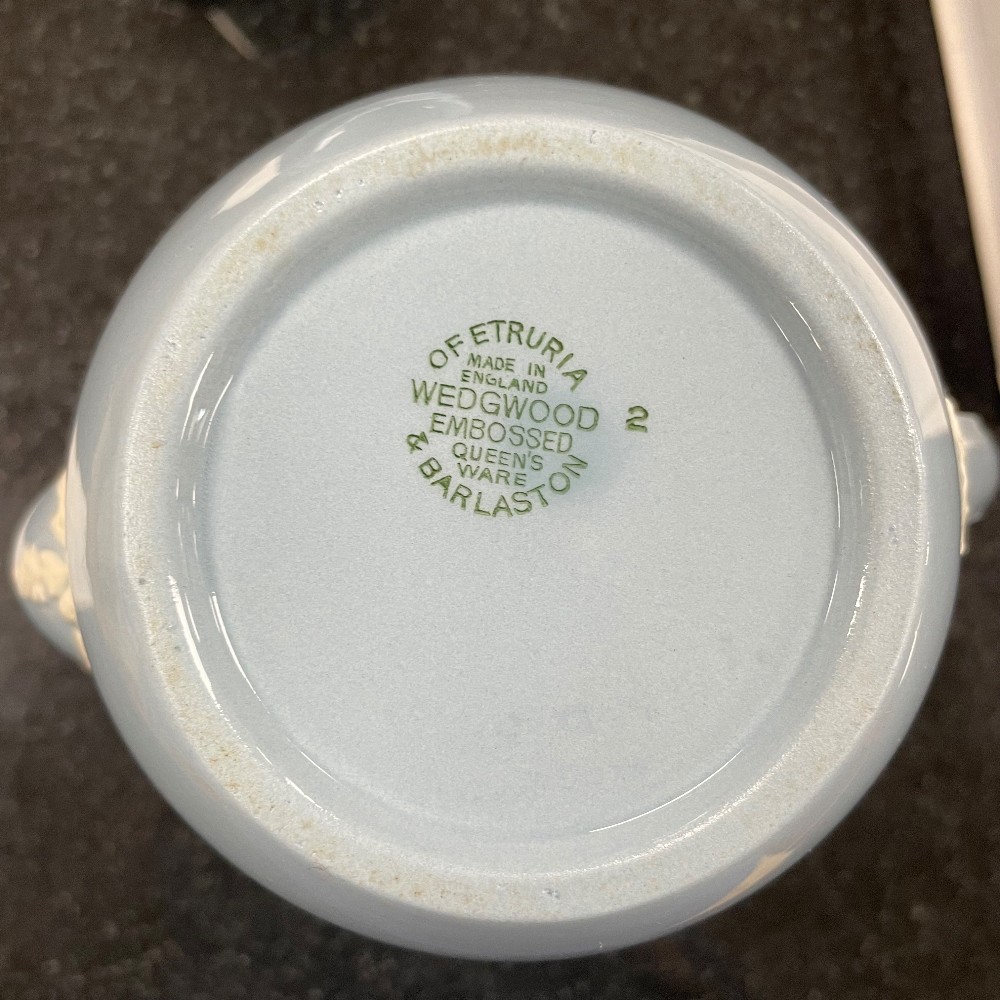 OF ETRURIA
MADE IN
ENGLAND
WEDGWOOD
2
EMBOSSED
QUEEN'S
WARE
& BARLASTON